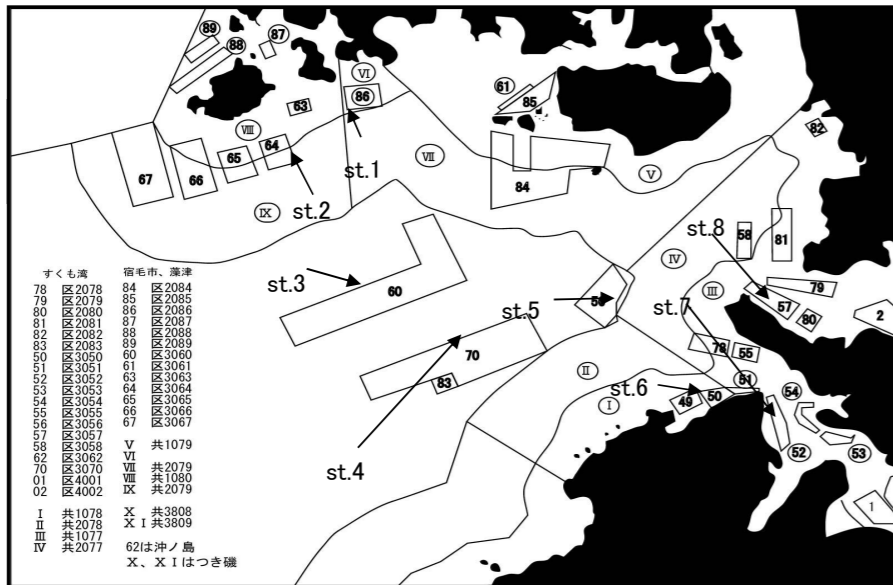 89
88
87
Ⅵ
86
63
Ⅷ
64
65
66
67
61
85
82
st.1
Ⅶ
Ⅴ
84
st.2
Ⅸ
58
81
st.8
Ⅳ
st.3
60
Ⅲ
79
57
80
2
st.5
st.7
70
78
55
83
Ⅱ
51
st.6
54
Ⅰ
49
50
st.4
52
53
1
すくも湾
78 区2078
79 区2079
80 区2080
81 区2081
82 区2082
83 区2083
50 区3050
51 区3051
52 区3052
53 区3053
54 区3054
55 区3055
56 区3056
57 区3057
58 区3058
62 区3062
70 区3070
01 区4001
02 区4002
Ⅰ 共1078
Ⅱ 共2078
Ⅲ 共1077
Ⅳ 共2077
宿毛市、藻津
84 区2084
85 区2085
86 区2086
87 区2087
88 区2088
89 区2089
60 区3060
61 区3061
63 区3063
64 区3064
65 区3065
66 区3066
67 区3067
Ⅴ 共1079
Ⅵ
Ⅶ 共2079
Ⅷ 共1080
Ⅸ 共2079
Ⅹ 共3808
ⅩⅠ 共3809
62は沖ノ島
Ⅹ、ⅩⅠはつき磯